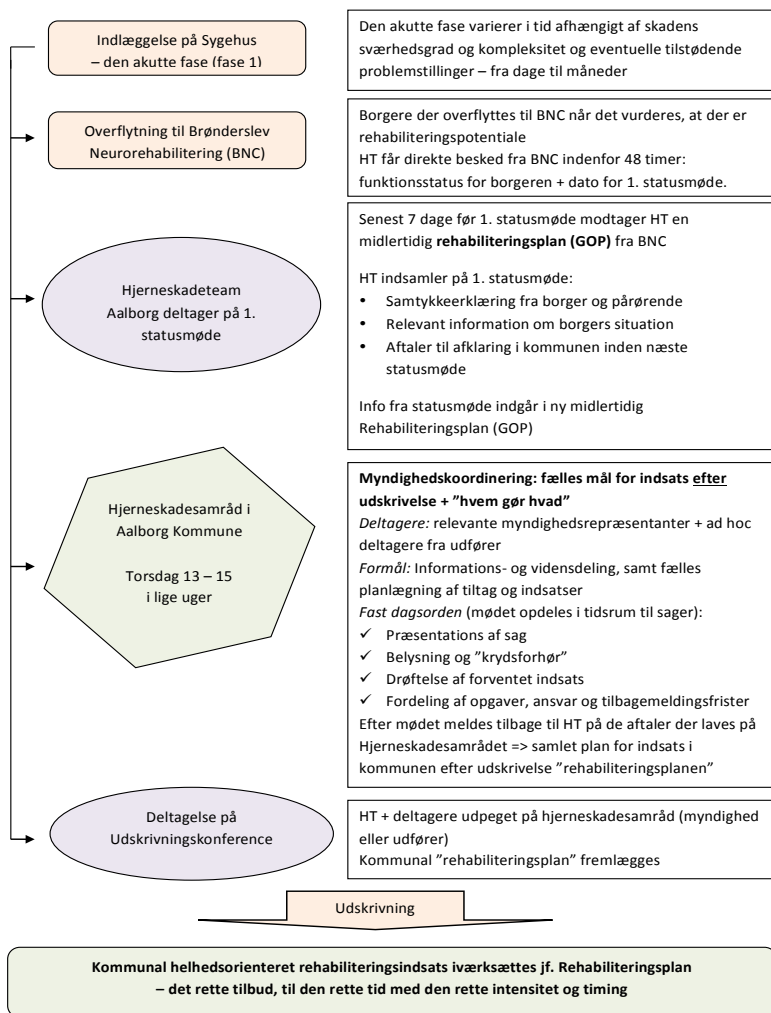 Indlæggelse på Sygehus
– den akutte fase (fase 1)
Den akutte fase varierer i tid afhængigt af skadens
sværhedsgrad og kompleksitet og eventuelle tilstødende
problemstillinger – fra dage til måneder
Overflytning til Brønderslev
Neurorehabilitering (BNC)
Borgere der overflyttes til BNC når det vurderes, at der er
rehabiliteringspotentiale
HT får direkte besked fra BNC indenfor 48 timer:
funktionsstatus for borgeren + dato for 1. statusmøde.
Hjerneskadeteam
Aalborg deltager på 1.
statusmøde
Senest 7 dage før 1. statusmøde modtager HT en
midlertidig rehabiliteringsplan (GOP) fra BNC
HT indsamler på 1. statusmøde:
• Samtykkeerklæring fra borger og pårørende
• Relevant information om borgers situation
• Aftaler til afklaring i kommunen inden næste
statusmøde
Info fra statusmøde indgår i ny midlertidig
Rehabiliteringsplan (GOP)
Hjerneskadesamråd i
Aalborg Kommune
Torsdag 13 – 15
i lige uger
Myndighedskoordinering: fælles mål for indsats efter
udskrivelse + ”hvem gør hvad”
Deltagere: relevante myndighedsrepræsentanter + ad hoc
deltagere fra udfører
Formål: Informations- og vidensdeling, samt fælles
planlægning af tiltag og indsatser
Fast dagsorden (mødet opdeles i tidsrum til sager):
✓ Præsentations af sag
✓ Belysning og ”krydsforhør”
✓ Drøftelse af forventet indsats
✓ Fordeling af opgaver, ansvar og tilbagemeldingsfrister
Efter mødet meldes tilbage til HT på de aftaler der laves på
Hjerneskadesamrådet => samlet plan for indsats i
kommunen efter udskrivelse ”rehabiliteringsplanen”
Deltagelse på
Udskrivningskonference
HT + deltagere udpeget på hjerneskadesamråd (myndighed
eller udfører)
Kommunal ”rehabiliteringsplan” fremlægges
Udskrivning
Kommunal helhedsorienteret rehabiliteringsindsats iværksættes jf. Rehabiliteringsplan
– det rette tilbud, til den rette tid med den rette intensitet og timing